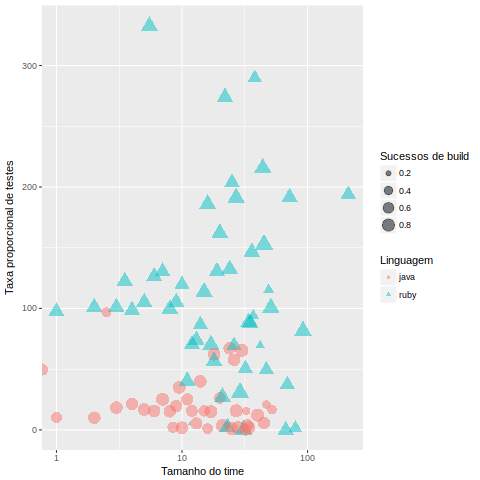 300
200
100
0
Taxa proporcional de testes
1
10
100
Tamanho do time
Sucessos de build
0.2
0.4
0.6
0.8
Linguagem
java
ruby